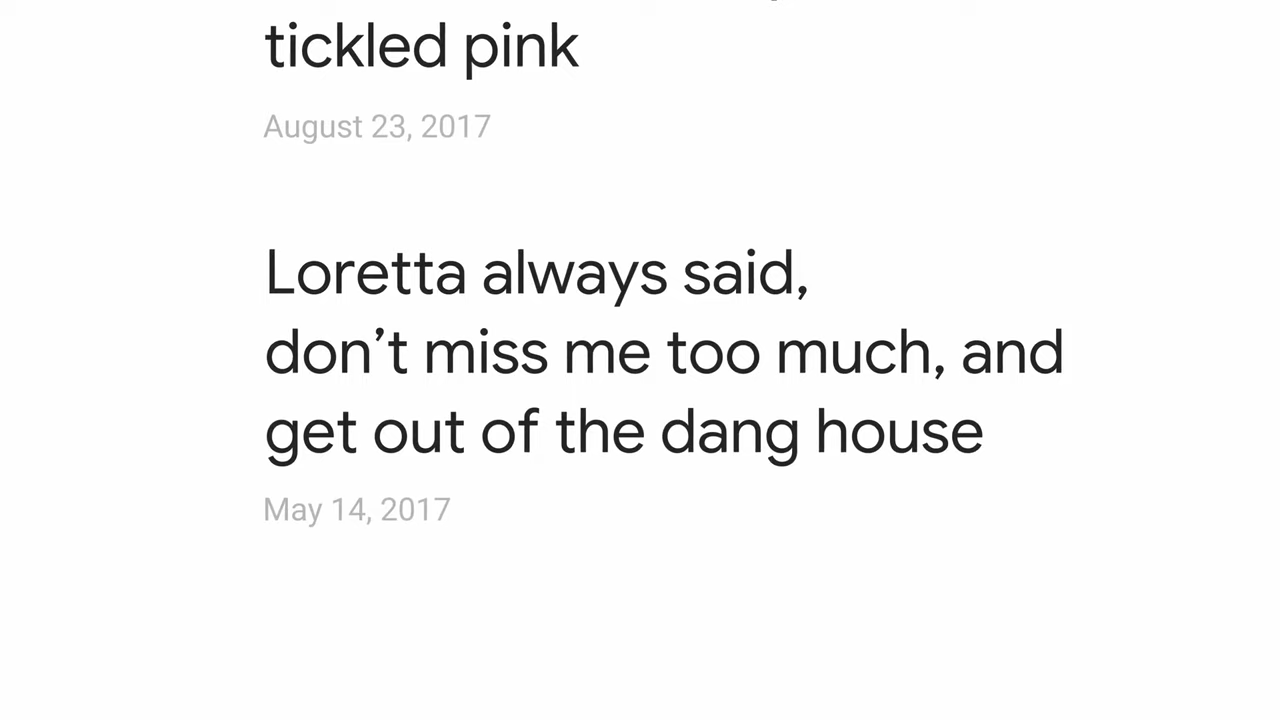 tickled pink
August 23, 2017
Loretta always said,
don’t miss me too much, and
get out of the dang house
May 14, 2017